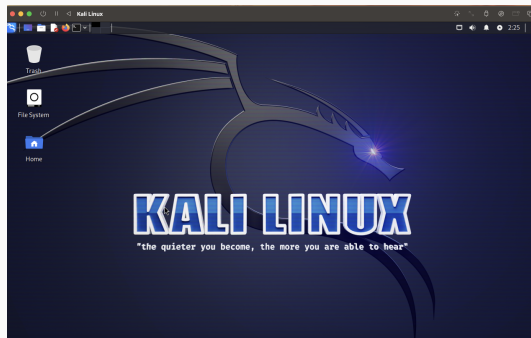 Kali Linux
2:25
Trash
File System
Home
KALI LINUX
"the quieter you become, the more you are able to hear"